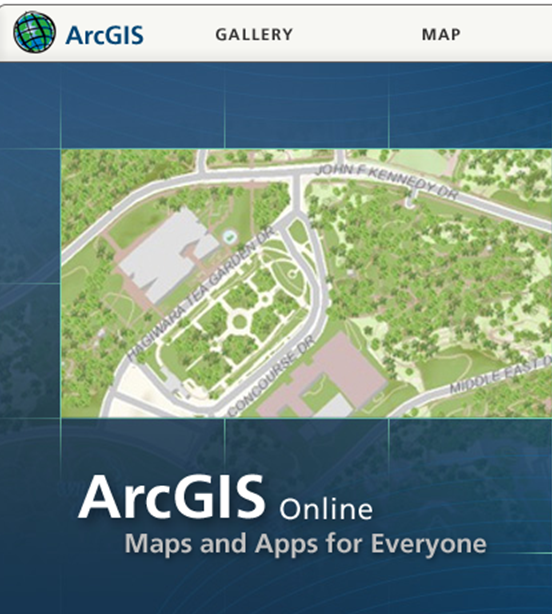 ArcGIS GALLERY MAP
JOHN F KENNEDY DR
HAGIWARA TEA GARDEN DR
CONCOURSE DR
MIDDLE EAST D
ArcGIS Online
Maps and Apps for Everyone